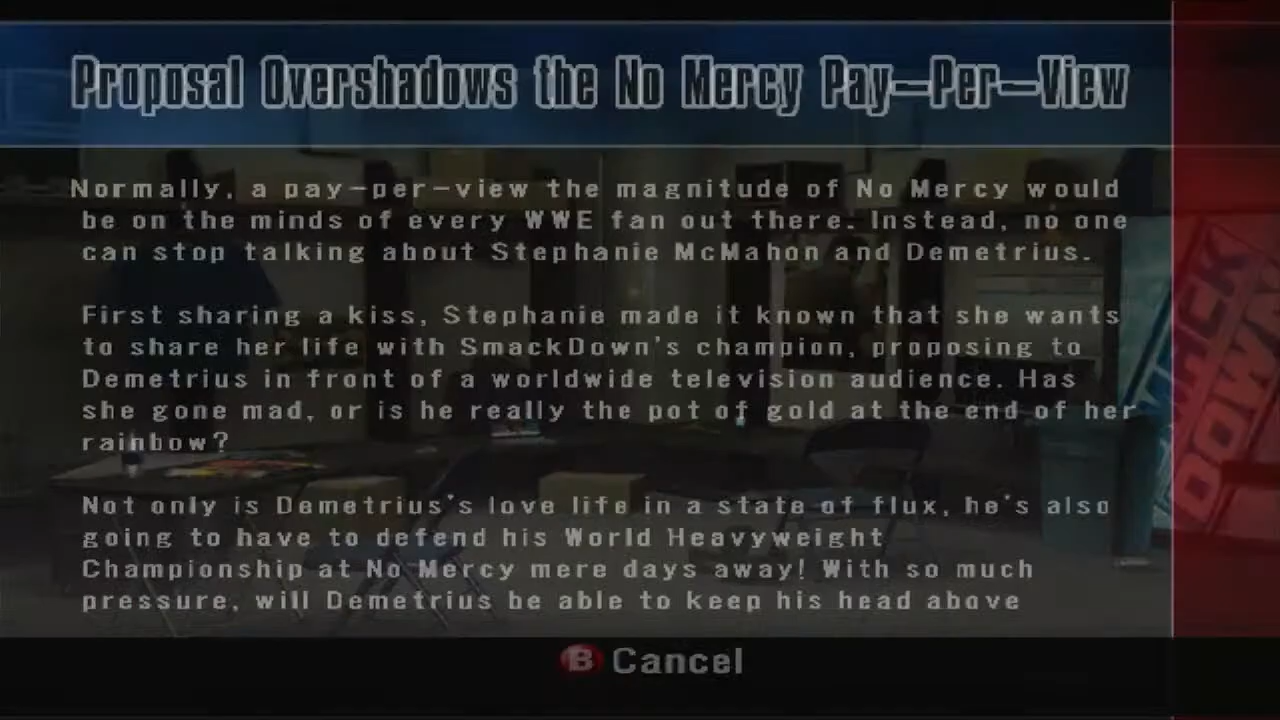 Proposal Overshadows the No Mercy Pay-Per-View
Normally, a pay-per-view the magnitude of No Mercy would
be on the minds of every WWE fan out there. Instead, no one
can stop talking about Stephanie McMahon and Demetrius.
First sharing a kiss, Stephanie made it known that she wants
to share her life with SmackDown's champion, proposing to
Demetrius in front of a worldwide television audience. Has
she gone mad, or is he really the pot of gold at the end of her
rainbow?
Not only is Demetrius's love life in a state of flux, he's also
going to have to defend his World Heavyweight
Championship at No Mercy mere days away! With so much
pressure, will Demetrius be able to keep his head above
B Cancel
SMACK
DOWN